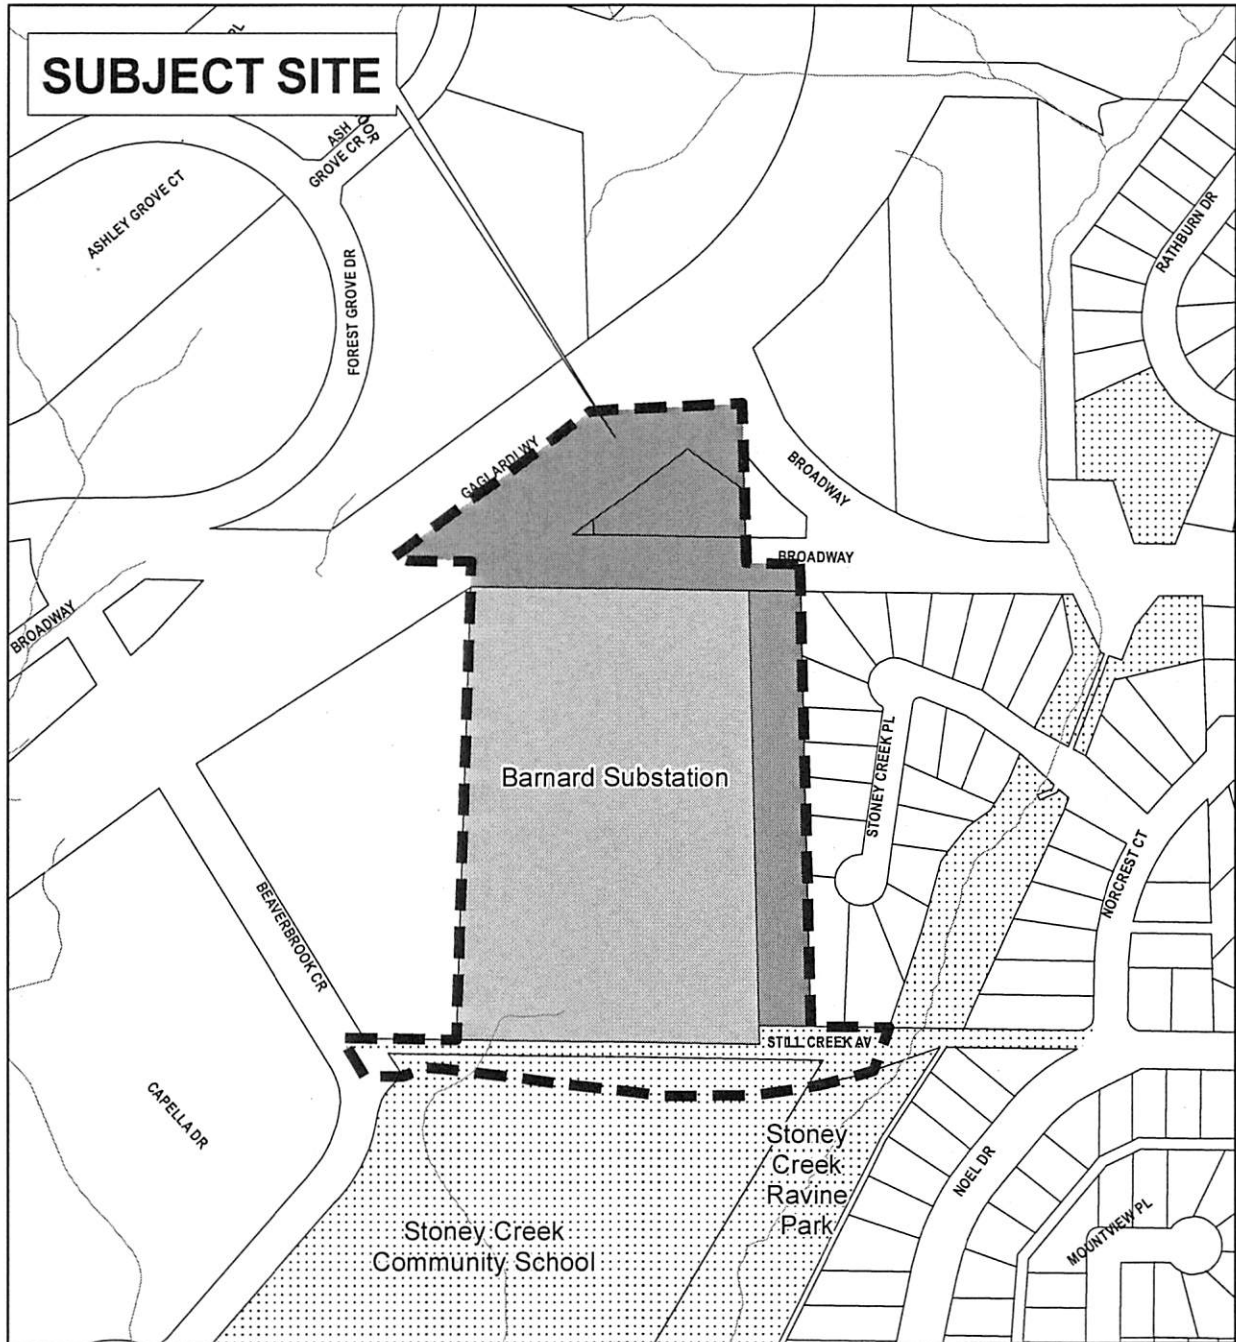 PL
SUBJECT SITE
ASH
GROVE CR
ASHLEY GROVE CT
FOREST GROVE DR
RATHBURN DR
GAGLARDI WY
BROADWAY
BROADWAY
BROADWAY
Barnard Substation
STONEY CREEK PL
NORCREST CT
BEAVERBROOK CR
STILL CREEK AV
CAPELLA DR
Stoney
Creek
Ravine
Park
NOEL DR
Stoney Creek
Community School
MOUNTVIEW PL